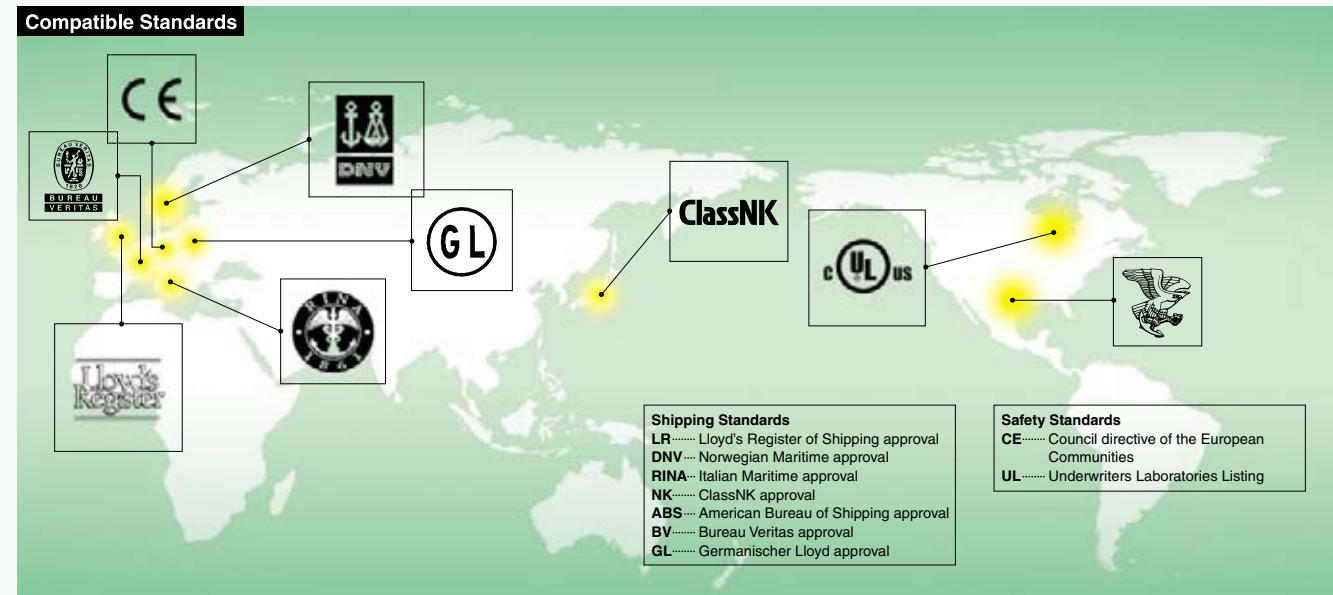 Compatible Standards
CE
BUREAU VERITAS
1828
BUREAU
VERITAS
DNV
GL
RINA
Lloyd's
Register
ClassNK
C UL US
Shipping Standards
LR········ Lloyd's Register of Shipping approval
DNV···· Norwegian Maritime approval
RINA··· Italian Maritime approval
NK········ ClassNK approval
ABS···· American Bureau of Shipping approval
BV········ Bureau Veritas approval
GL········ Germanischer Lloyd approval
Safety Standards
CE········ Council directive of the European
Communities
UL········ Underwriters Laboratories Listing